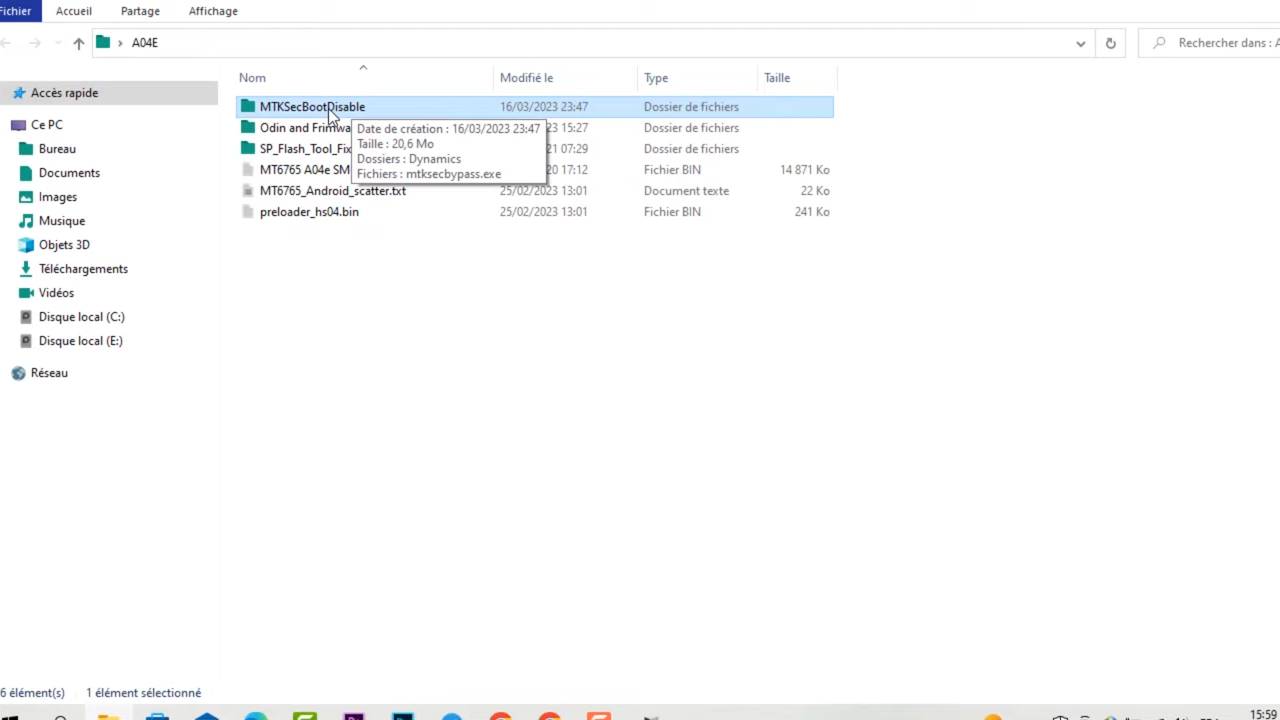 Fichier Accueil Partage Affichage
A04E
Rechercher dans : A
Nom Modifié le Type Taille
MTKSecBootDisable 16/03/2023 23:47 Dossier de fichiers
Odin and Frimwa 23 15:27 Dossier de fichiers
SP_Flash_Tool_Fix 21 07:29 Dossier de fichiers
MT6765 A04e SM 20 17:12 Fichier BIN 14 871 Ko
MT6765_Android_scatter.txt 25/02/2023 13:01 Document texte 22 Ko
preloader_hs04.bin 25/02/2023 13:01 Fichier BIN 241 Ko
Date de création : 16/03/2023 23:47
Taille : 20,6 Mo
Dossiers : Dynamics
Fichiers : mtksecbypass.exe
Accès rapide
Ce PC
Bureau
Documents
Images
Musique
Objets 3D
Téléchargements
Vidéos
Disque local (C:)
Disque local (E:)
Réseau
6 élément(s) 1 élément sélectionné
15:59